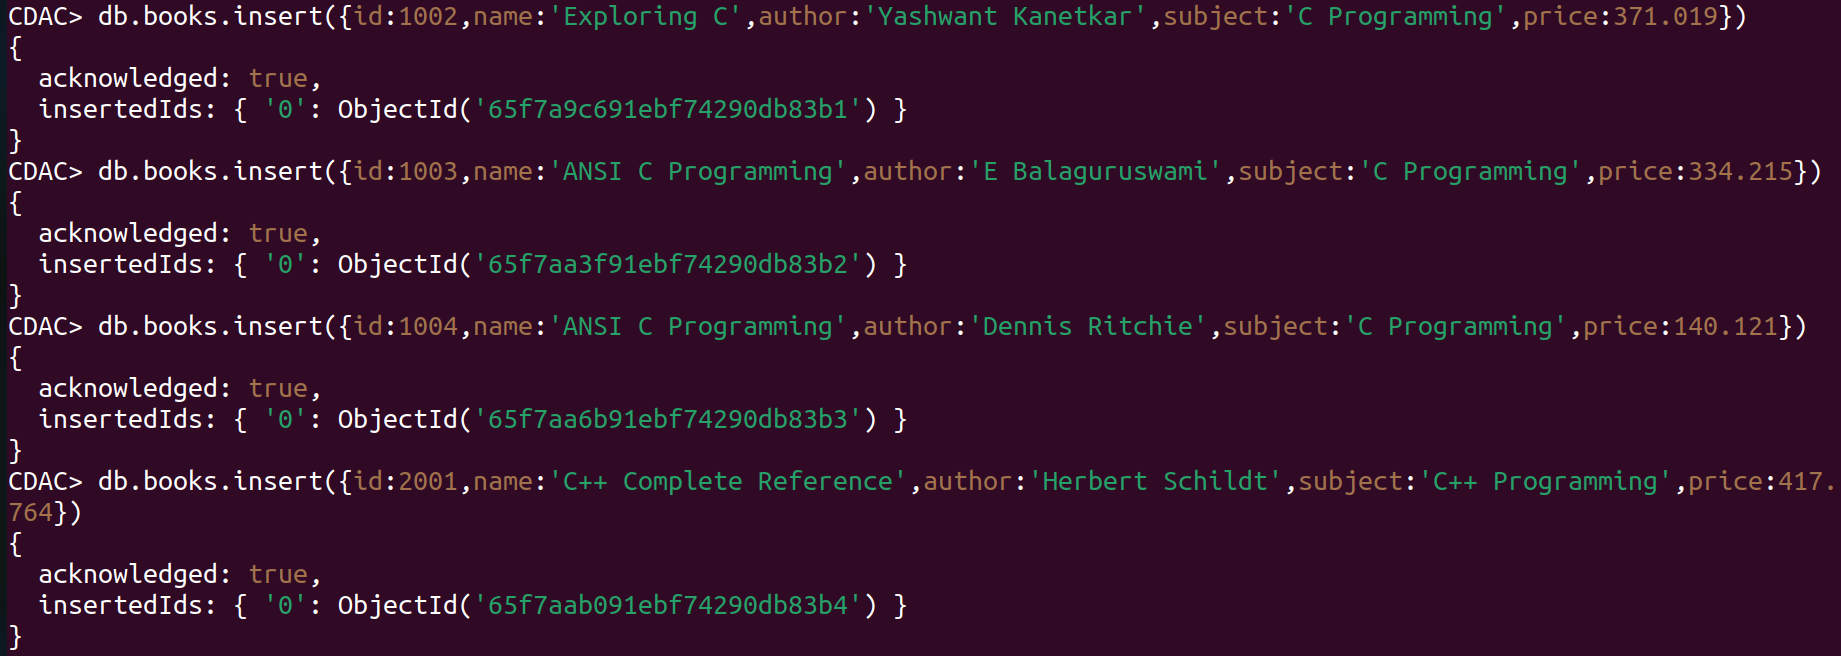 CDAC> db.books.insert({id:1002,name:'Exploring C',author:'Yashwant Kanetkar',subject:'C Programming',price:371.019})
{
  acknowledged: true,
  insertedIds: { '0': ObjectId('65f7a9c691ebf74290db83b1') }
}
CDAC> db.books.insert({id:1003,name:'ANSI C Programming',author:'E Balaguruswami',subject:'C Programming',price:334.215})
{
  acknowledged: true,
  insertedIds: { '0': ObjectId('65f7aa3f91ebf74290db83b2') }
}
CDAC> db.books.insert({id:1004,name:'ANSI C Programming',author:'Dennis Ritchie',subject:'C Programming',price:140.121})
{
  acknowledged: true,
  insertedIds: { '0': ObjectId('65f7aa6b91ebf74290db83b3') }
}
CDAC> db.books.insert({id:2001,name:'C++ Complete Reference',author:'Herbert Schildt',subject:'C++ Programming',price:417.
764})
{
  acknowledged: true,
  insertedIds: { '0': ObjectId('65f7aab091ebf74290db83b4') }
}